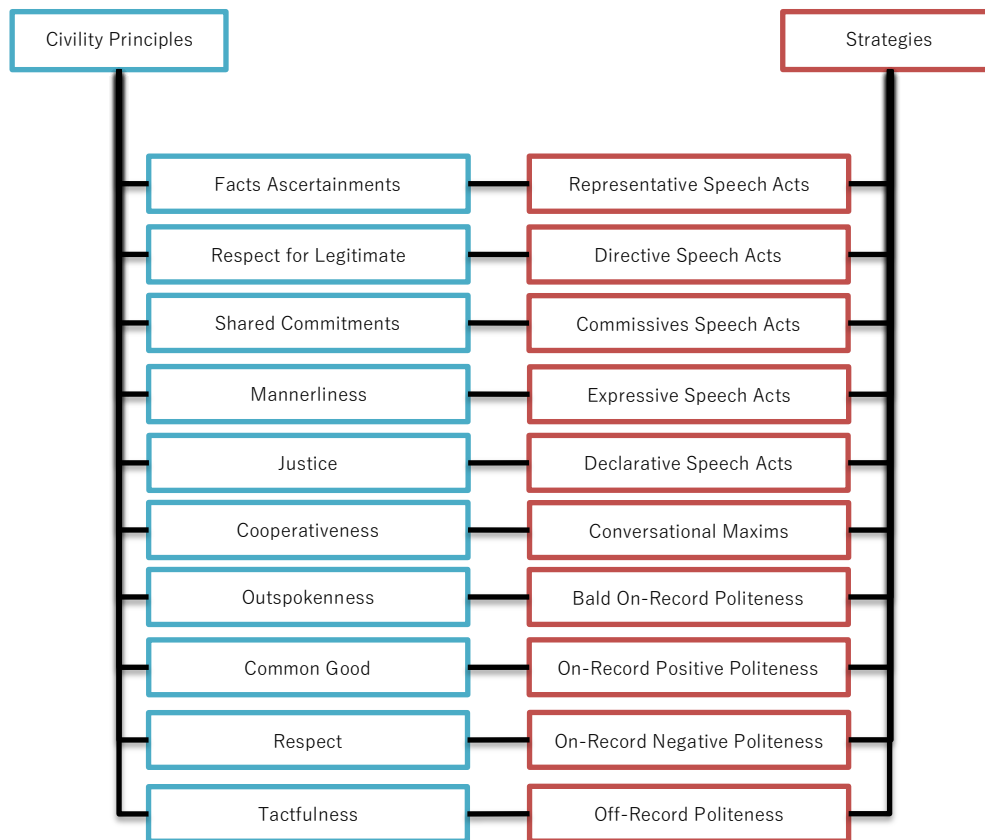 Civility Principles
Strategies
Facts Ascertainments
Representative Speech Acts
Respect for Legitimate
Directive Speech Acts
Shared Commitments
Commissives Speech Acts
Mannerliness
Expressive Speech Acts
Justice
Declarative Speech Acts
Cooperativeness
Conversational Maxims
Outspokenness
Bald On-Record Politeness
Common Good
On-Record Positive Politeness
Respect
On-Record Negative Politeness
Tactfulness
Off-Record Politeness